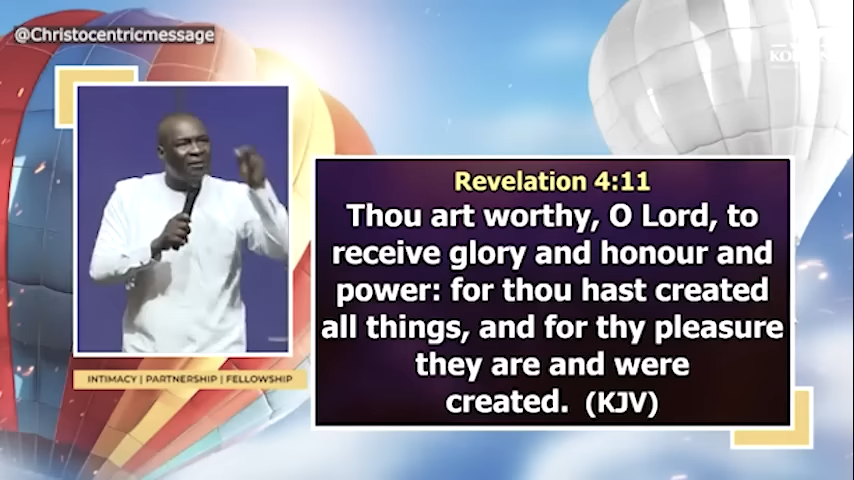 @Christocentricmessage
Revelation 4:11
Thou art worthy, O Lord, to
receive glory and honour and
power: for thou hast created
all things, and for thy pleasure
they are and were
created. (KJV)
INTIMACY | PARTNERSHIP | FELLOWSHIP